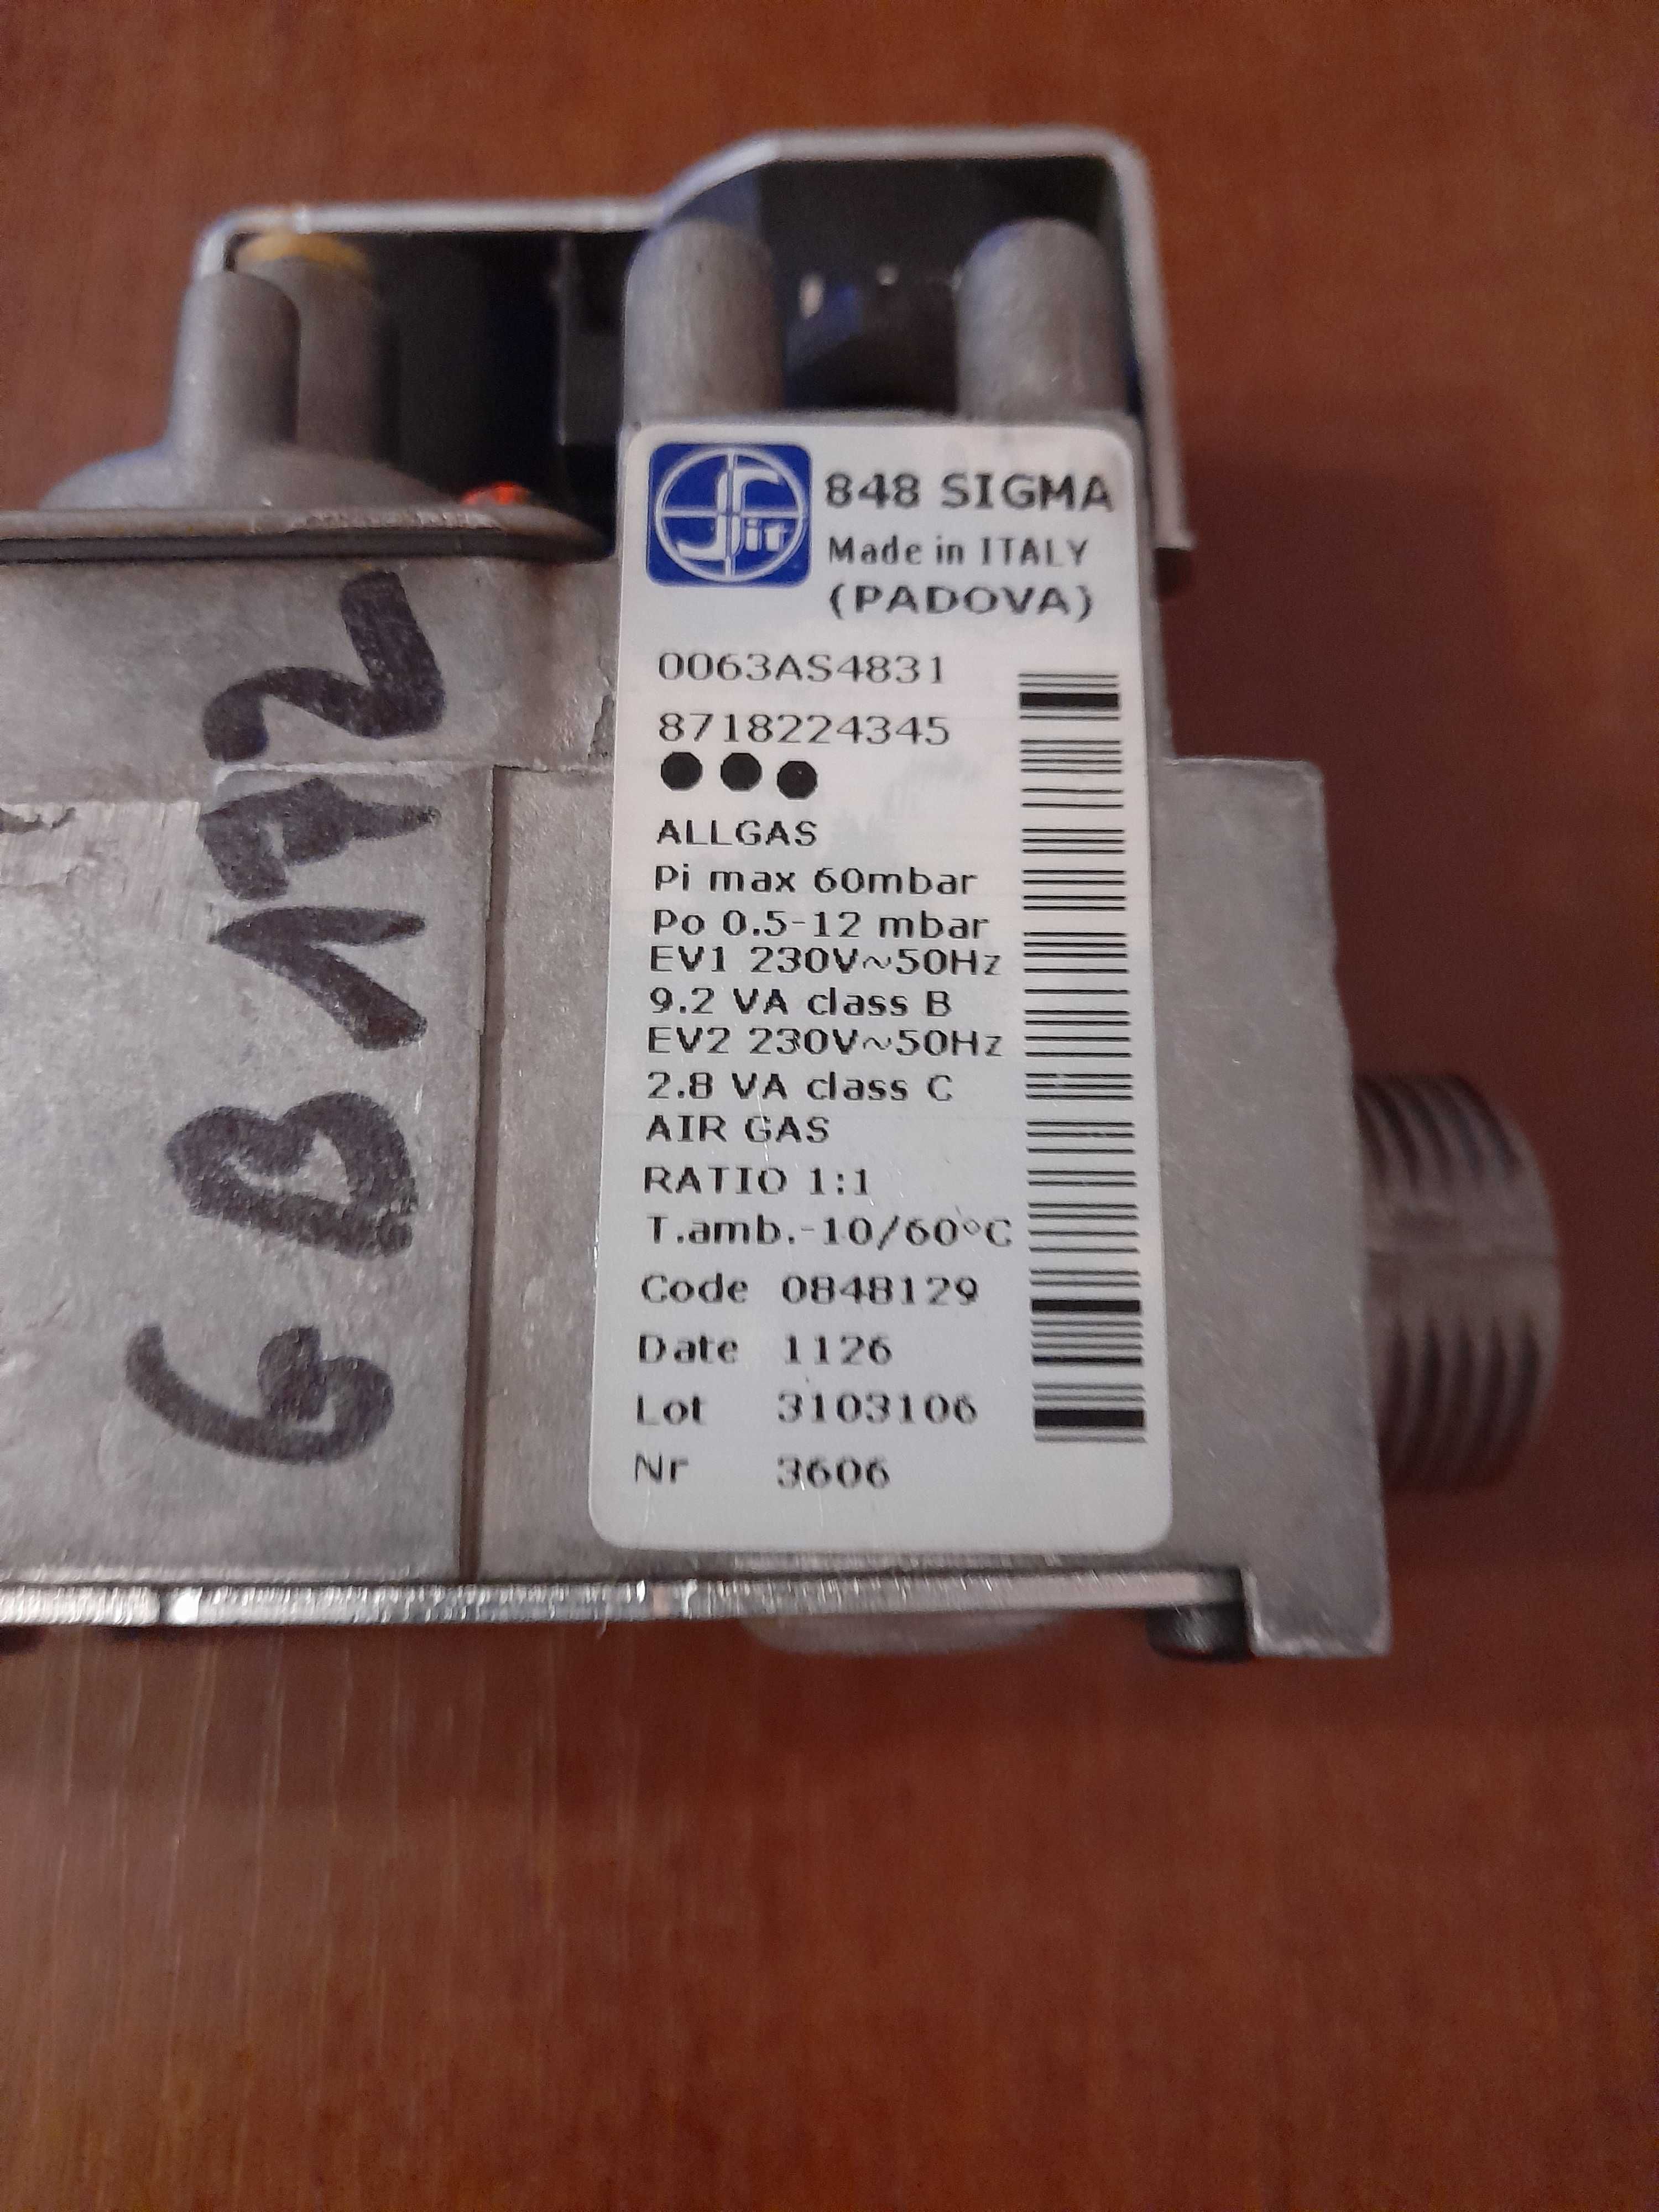 Sit
848 SIGMA
Made in ITALY
(PADOVA)
0063AS4831
8718224345
ALLGAS
Pi max 60mbar
Po 0.5-12 mbar
EV1 230V~50Hz
9.2 VA class B
EV2 230V~50Hz
2.8 VA class C
AIR GAS
RATIO 1:1
T.amb.-10/60°C
Code 0848129
Date 1126
Lot 3103106
Nr 3606